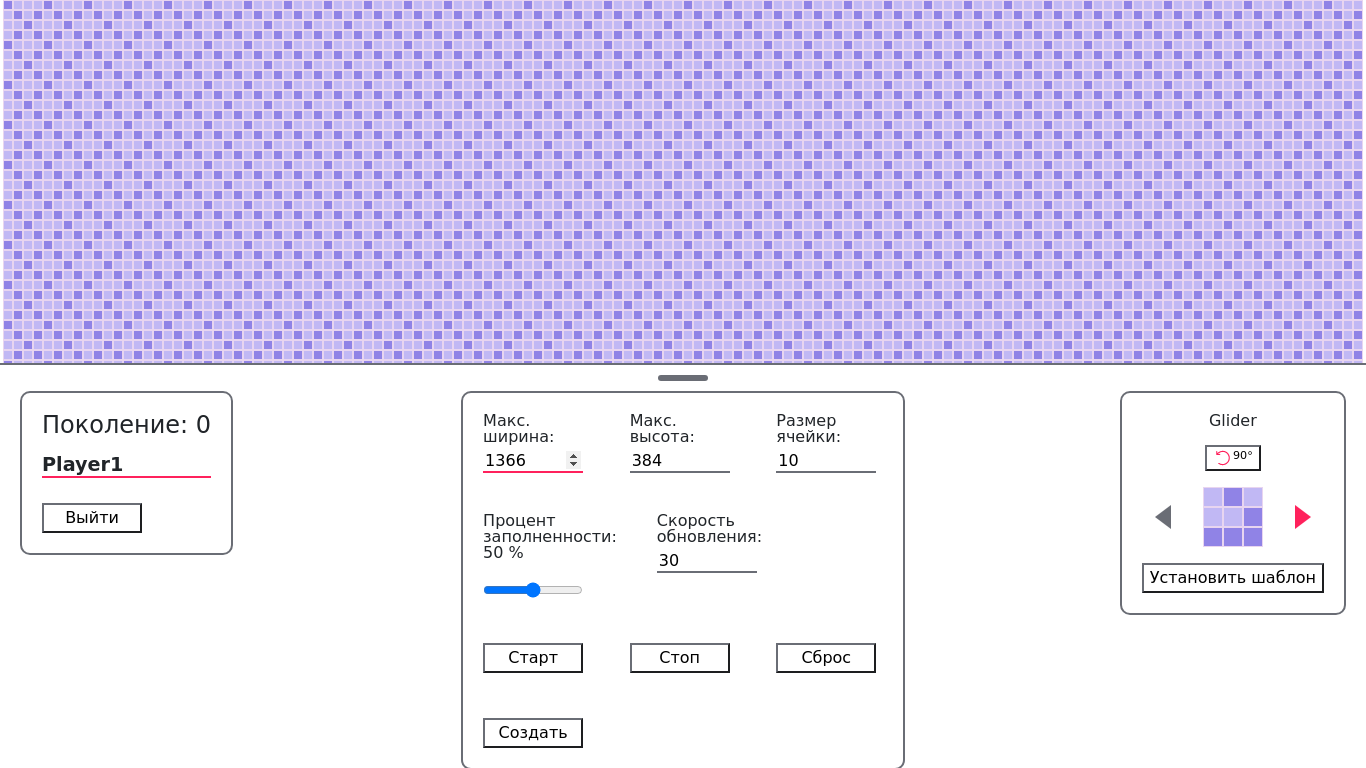 Поколение: 0
Player1
Выйти
Макс.
ширина:
1366
Макс.
высота:
384
Размер
ячейки:
10
Процент
заполненности:
50 %
Скорость
обновления:
30
Старт
Стоп
Сброс
Создать
Glider
90°
Установить шаблон